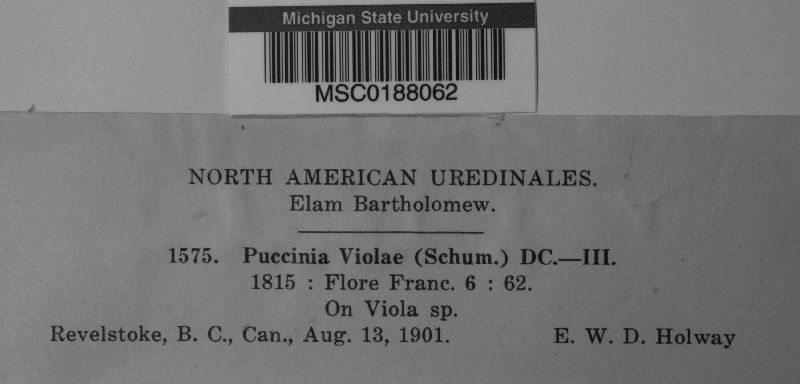 Michigan State University
MSC0188062
NORTH AMERICAN UREDINALES.
Elam Bartholomew.
1575. Puccinia Violae (Schum.) DC.—III.
1815 : Flore Franc. 6 : 62.
On Viola sp.
Revelstoke, B. C., Can., Aug. 13, 1901. E. W. D. Holway